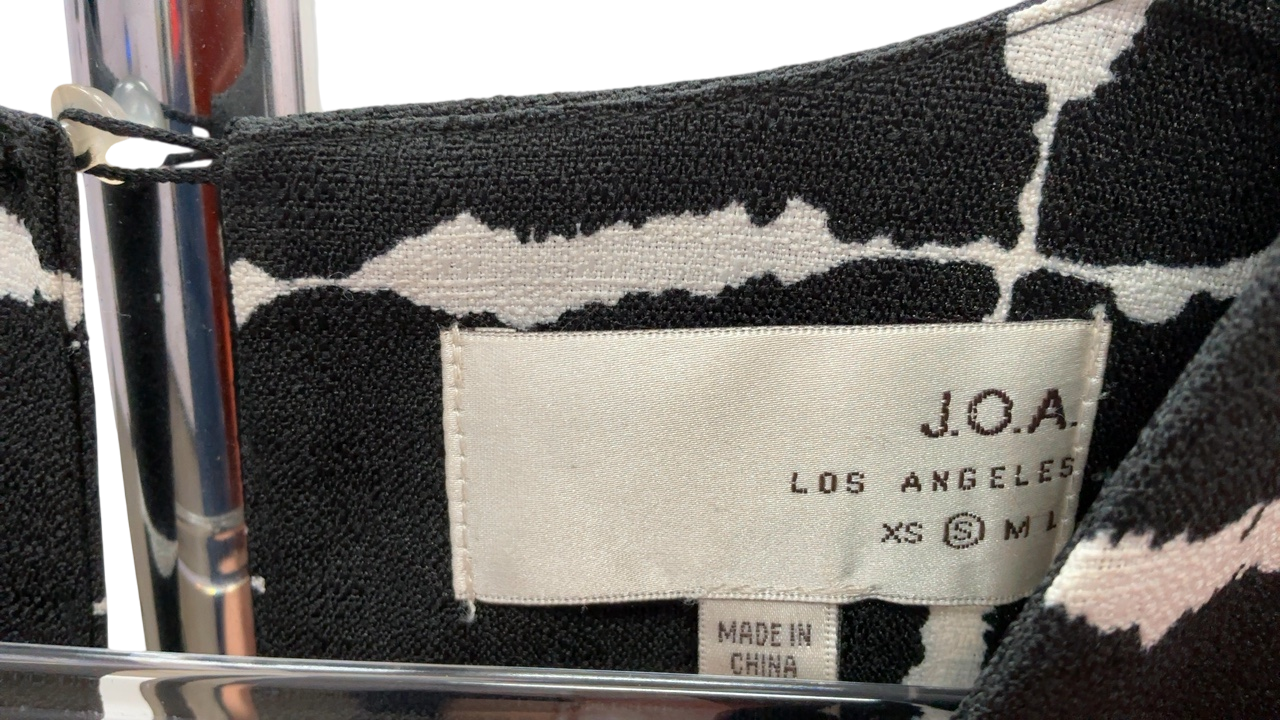 J.O.A.
LOS ANGELES
XS S M L
MADE IN
CHINA